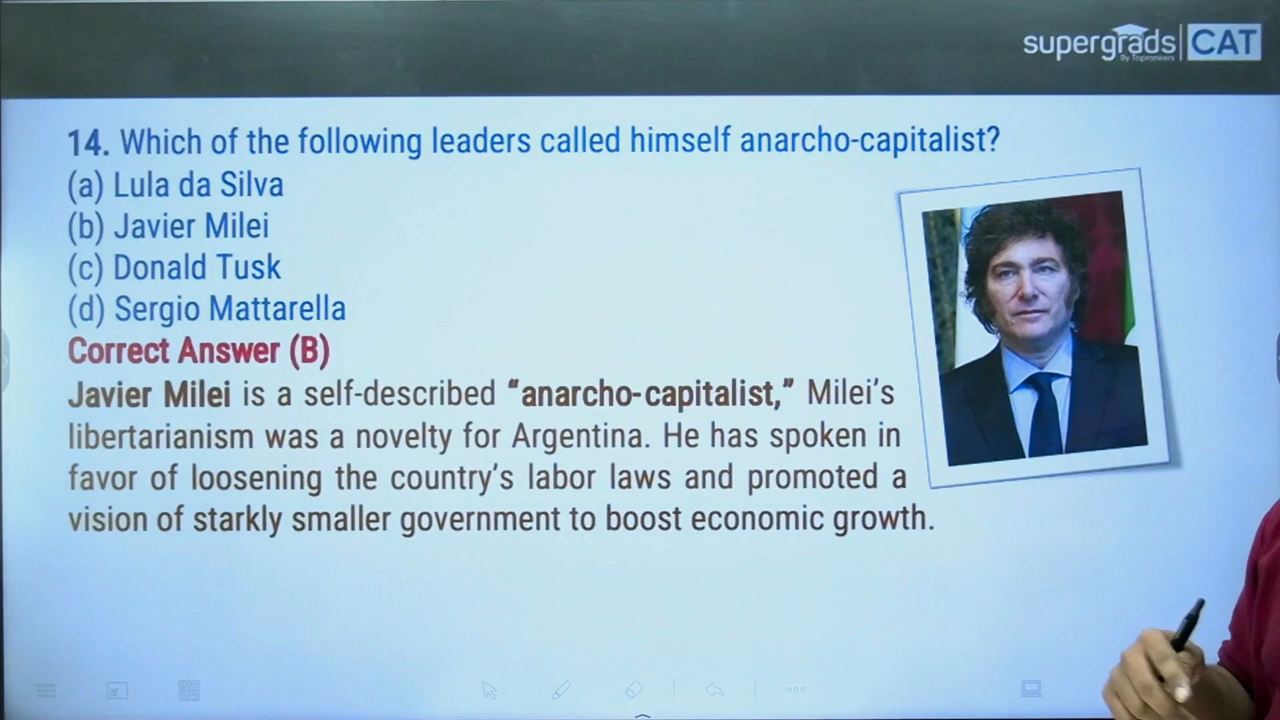 supergrads CAT
By Toprankers
14. Which of the following leaders called himself anarcho-capitalist?
(a) Lula da Silva
(b) Javier Milei
(c) Donald Tusk
(d) Sergio Mattarella
Correct Answer (B)
Javier Milei is a self-described “anarcho-capitalist,” Milei’s
libertarianism was a novelty for Argentina. He has spoken in
favor of loosening the country’s labor laws and promoted a
vision of starkly smaller government to boost economic growth.